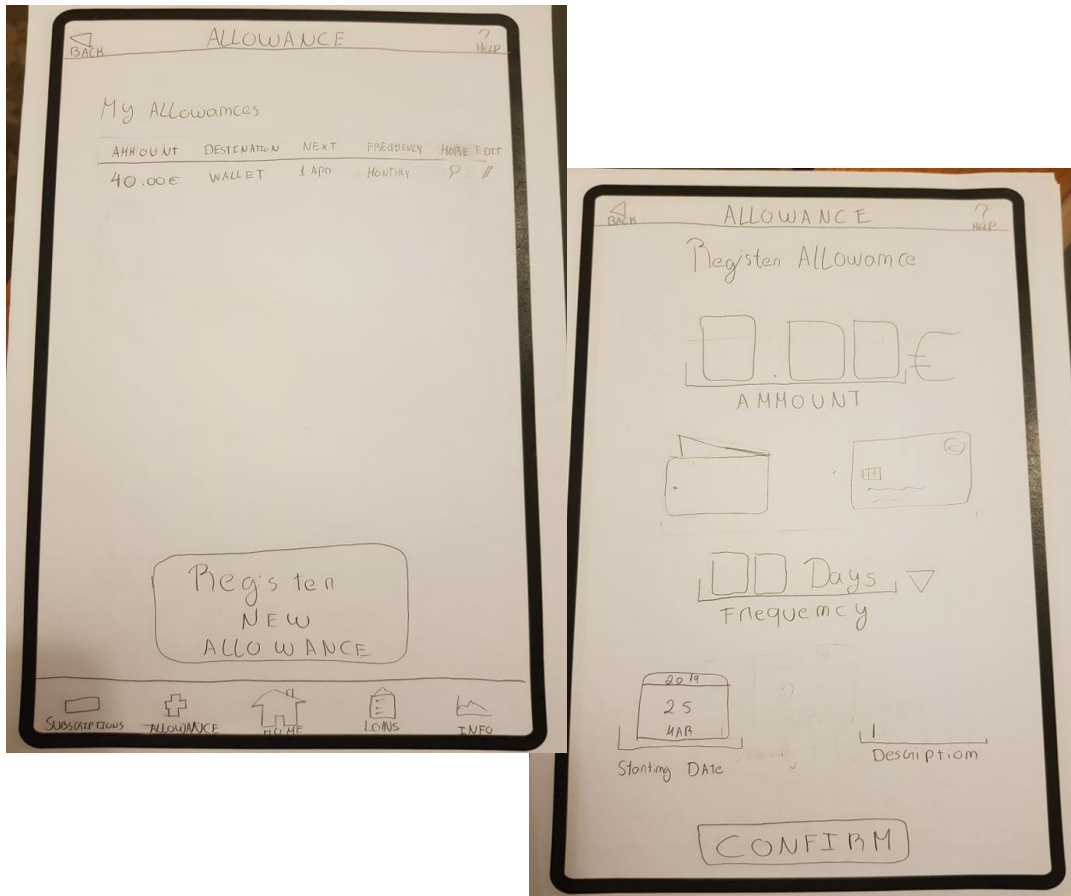 ALLOWANCE
BACK
?
HELP
My Allowances
AMMOUNT DESTINATION NEXT FREQUENCY MORE EDIT
40.00€ WALLET 1 APR MONTHLY
Register
NEW
ALLOWANCE
SUBSCRIPTIONS ALLOWANCE HOME LOANS INFO
ALLOWANCE
BACK
?
HELP
Register Allowance
. €
AMMOUNT
€
Days
Frequency
2019
25
MAR
Starting DATE
Description
CONFIRM